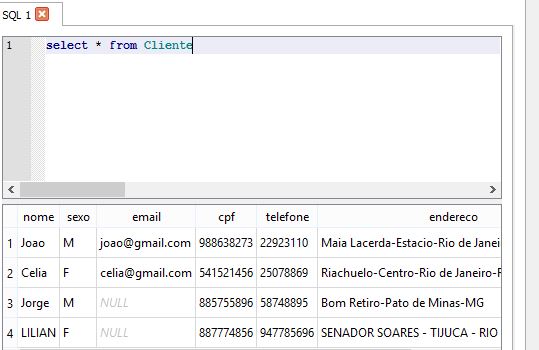 SQL 1
1 select * from Cliente
nome sexo email cpf telefone endereco
1 Joao M joao@gmail.com 988638273 22923110 Maia Lacerda-Estacio-Rio de Janei
2 Celia F celia@gmail.com 541521456 25078869 Riachuelo-Centro-Rio de Janeiro-F
3 Jorge M NULL 885755896 58748895 Bom Retiro-Pato de Minas-MG
4 LILIAN F NULL 887774856 947785696 SENADOR SOARES - TIJUCA - RIO